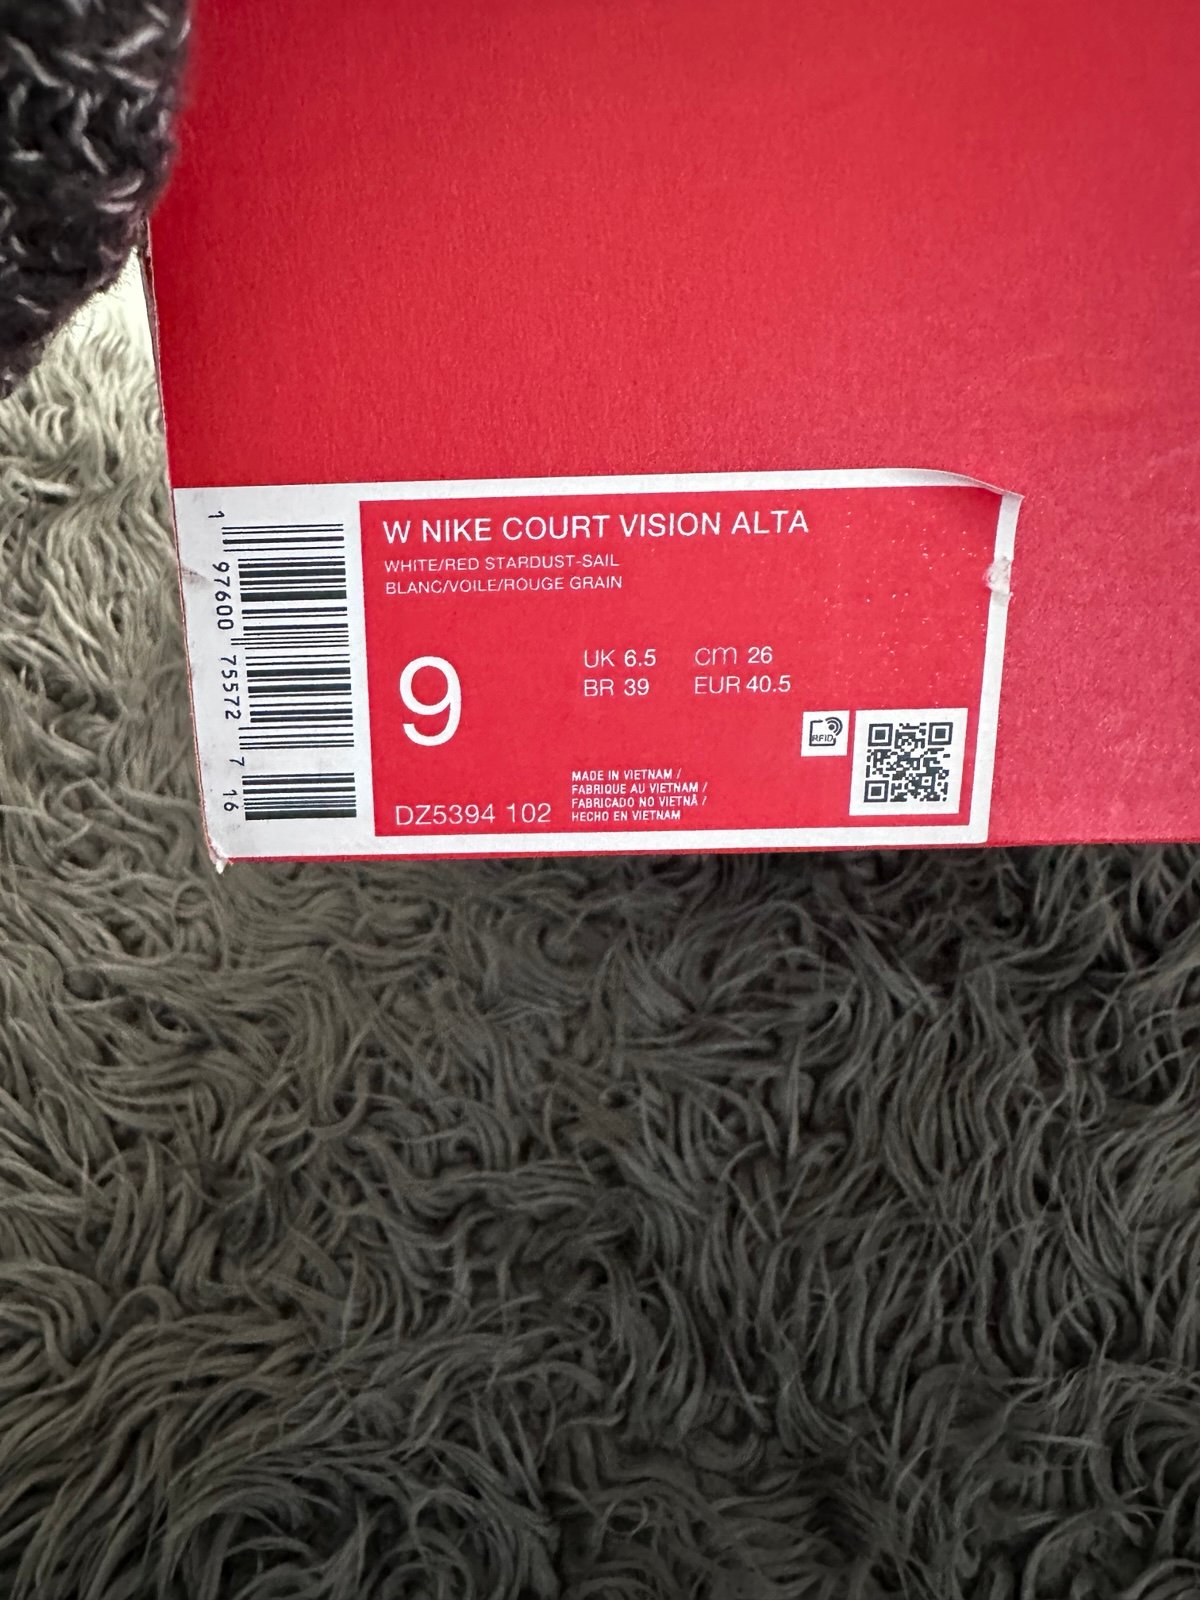 W NIKE COURT VISION ALTA
WHITE/RED STARDUST-SAIL
BLANC/VOILE/ROUGE GRAIN
9
UK 6.5 cm 26
BR 39 EUR 40.5
RFID
MADE IN VIETNAM /
FABRIQUE AU VIETNAM /
FABRICADO NO VIETNÃ /
HECHO EN VIETNAM
DZ5394 102
1 97600 75572 7 16